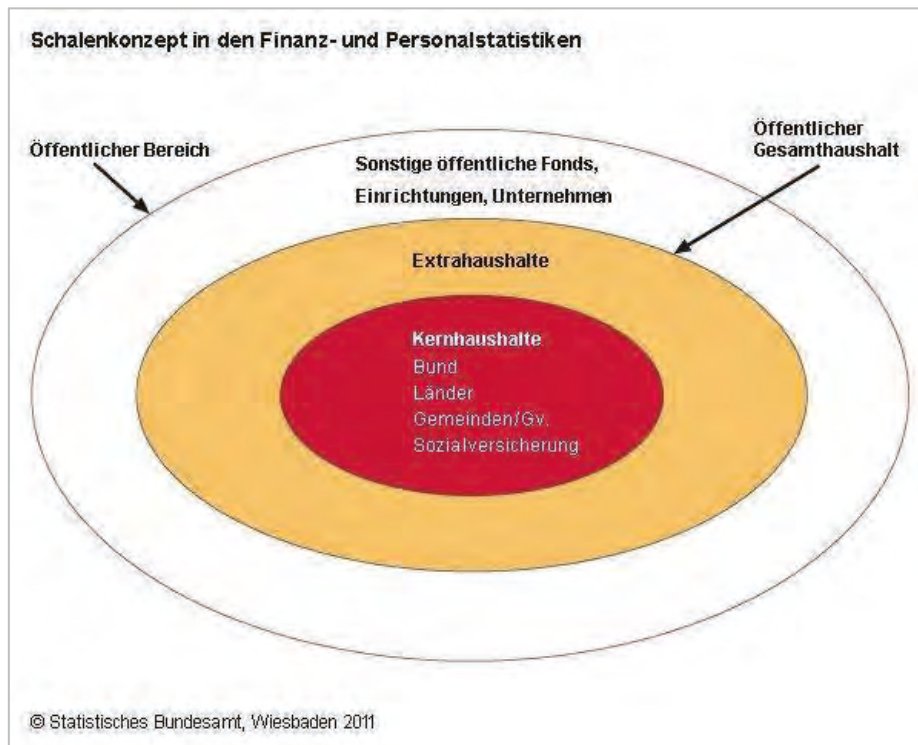 Schalenkonzept in den Finanz- und Personalstatistiken
Öffentlicher Bereich
Sonstige öffentliche Fonds,
Einrichtungen, Unternehmen
Öffentlicher
Gesamthaushalt
Extrahaushalte
Kernhaushalte
Bund
Länder
Gemeinden/Gv.
Sozialversicherung
© Statistisches Bundesamt, Wiesbaden 2011